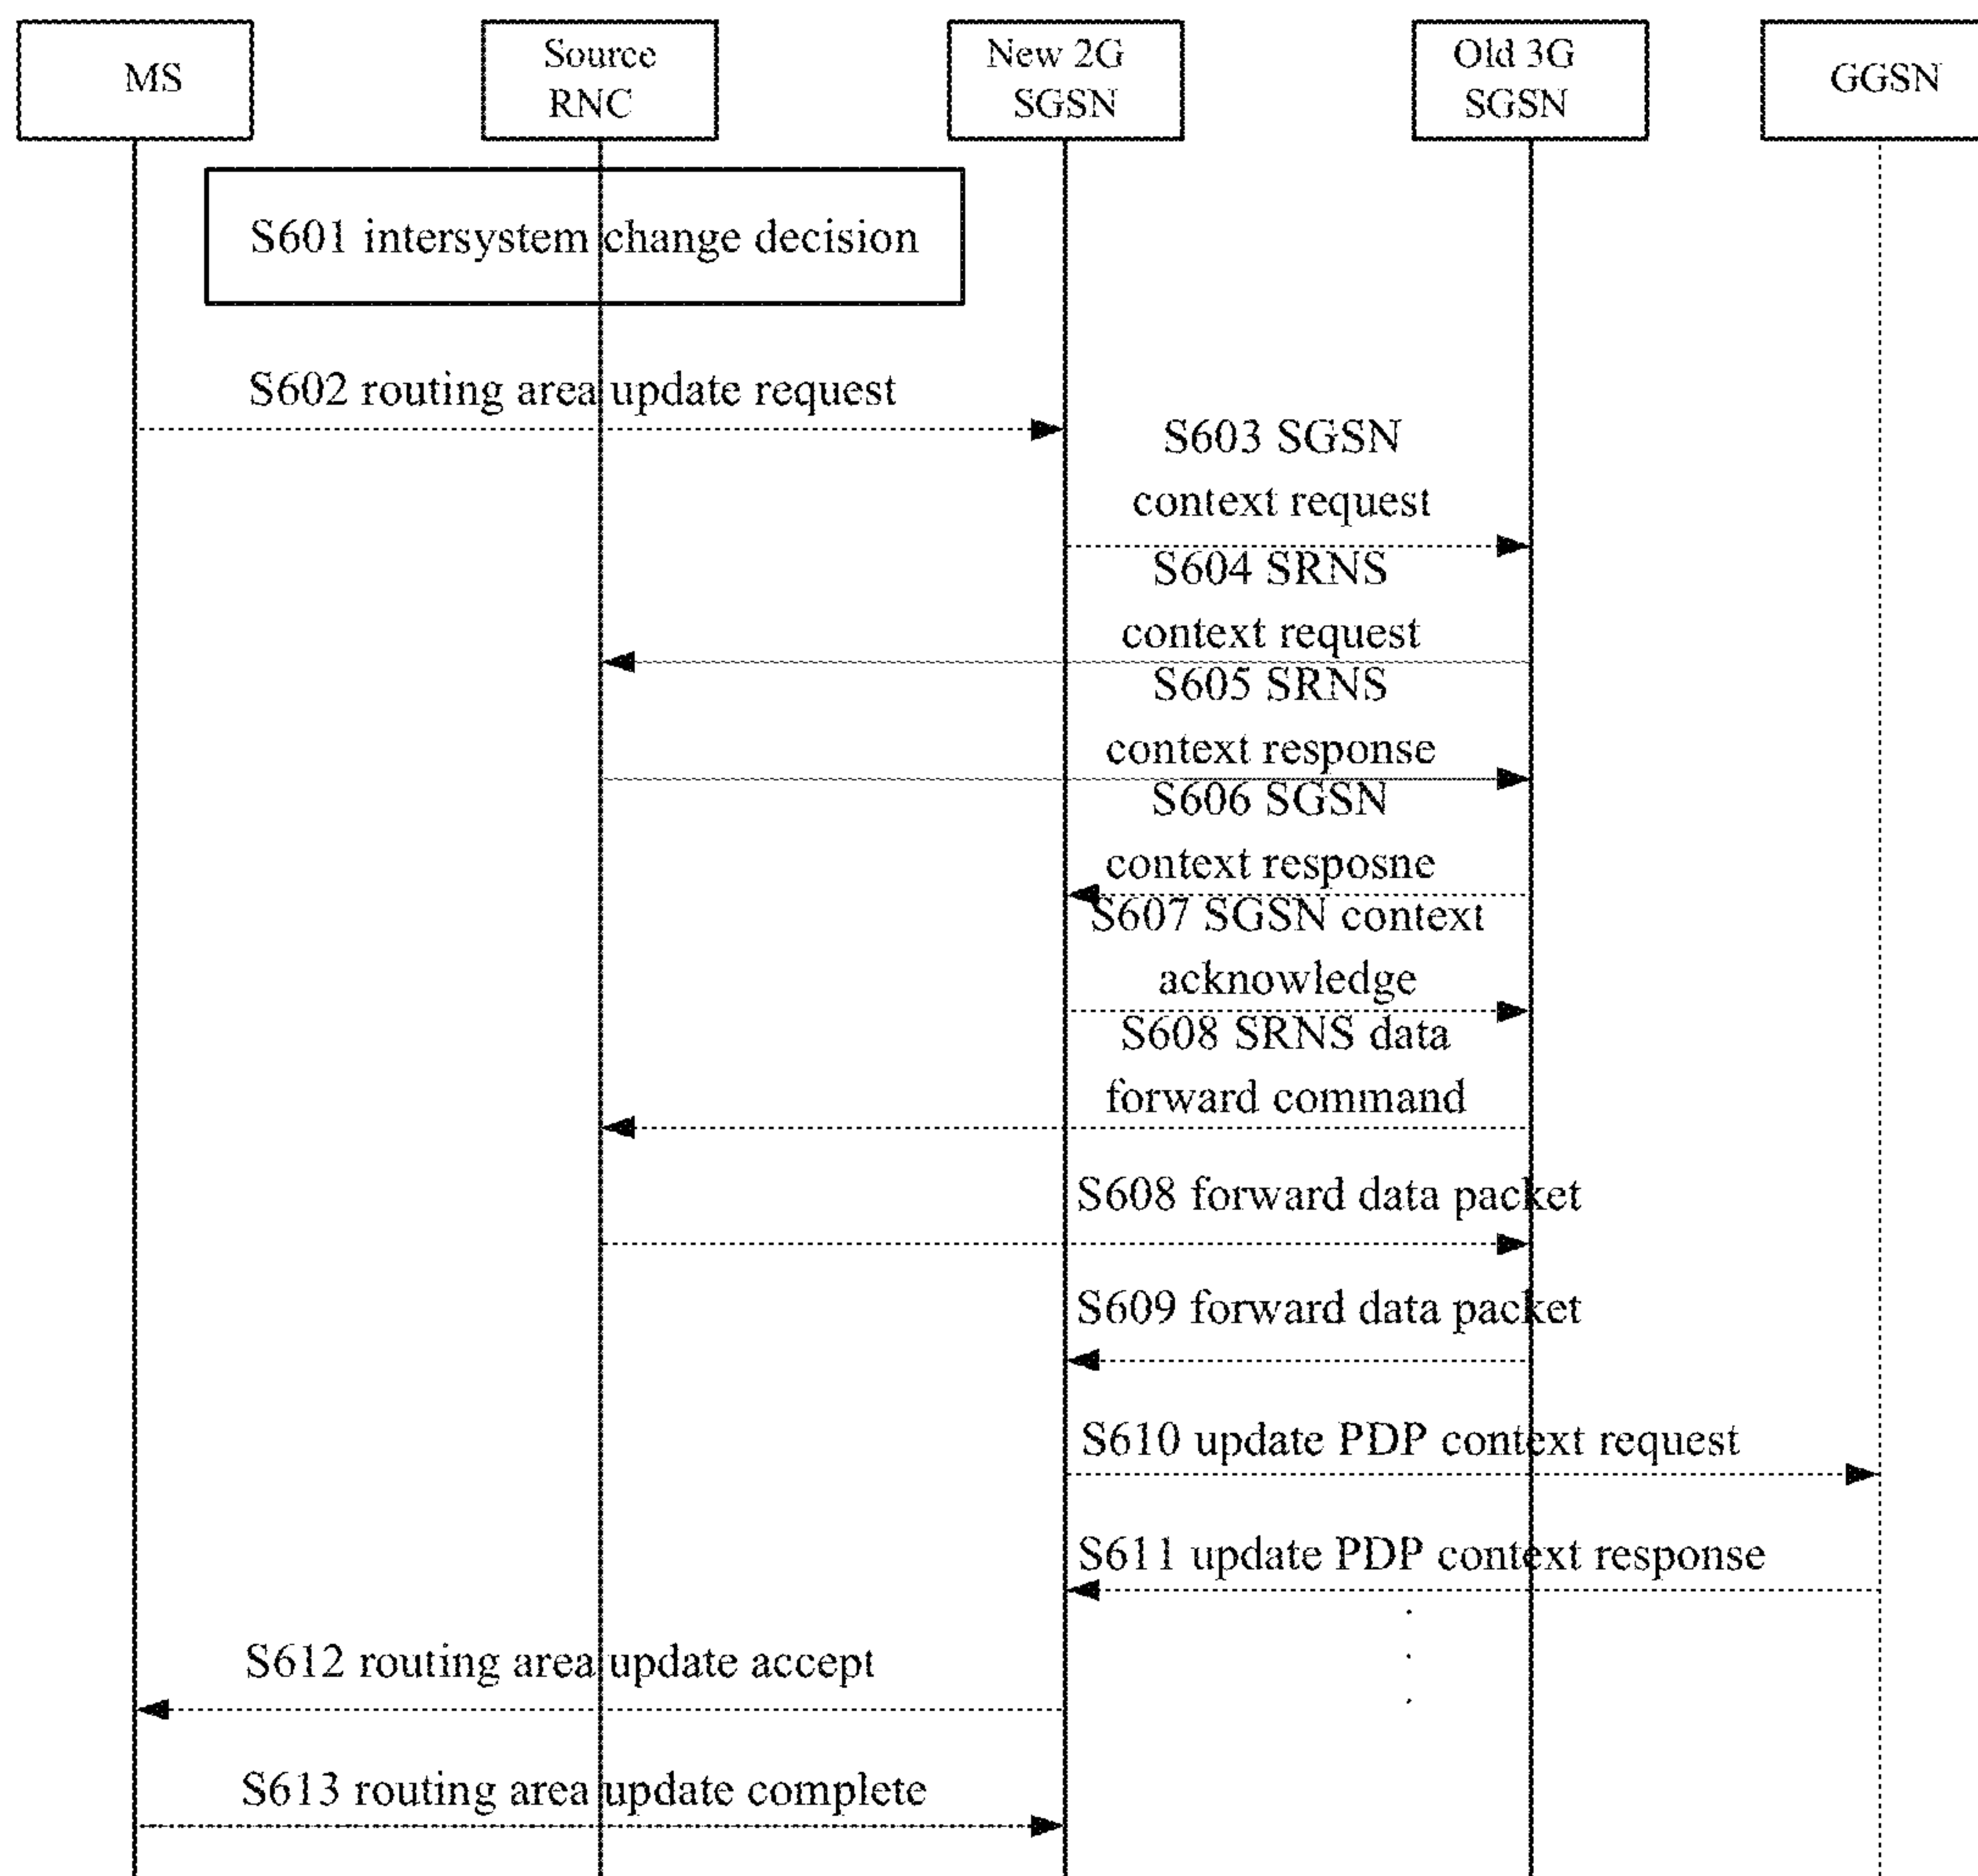 MS
Source
RNC
New 2G
SGSN
Old 3G
SGSN
GGSN
S601 intersystem change decision
S602 routing area update request
S603 SGSN
context request
S604 SRNS
context request
S605 SRNS
context response
S606 SGSN
context resposne
S607 SGSN context
acknowledge
S608 SRNS data
forward command
S608 forward data packet
S609 forward data packet
S610 update PDP context request
S611 update PDP context response
S612 routing area update accept
S613 routing area update complete